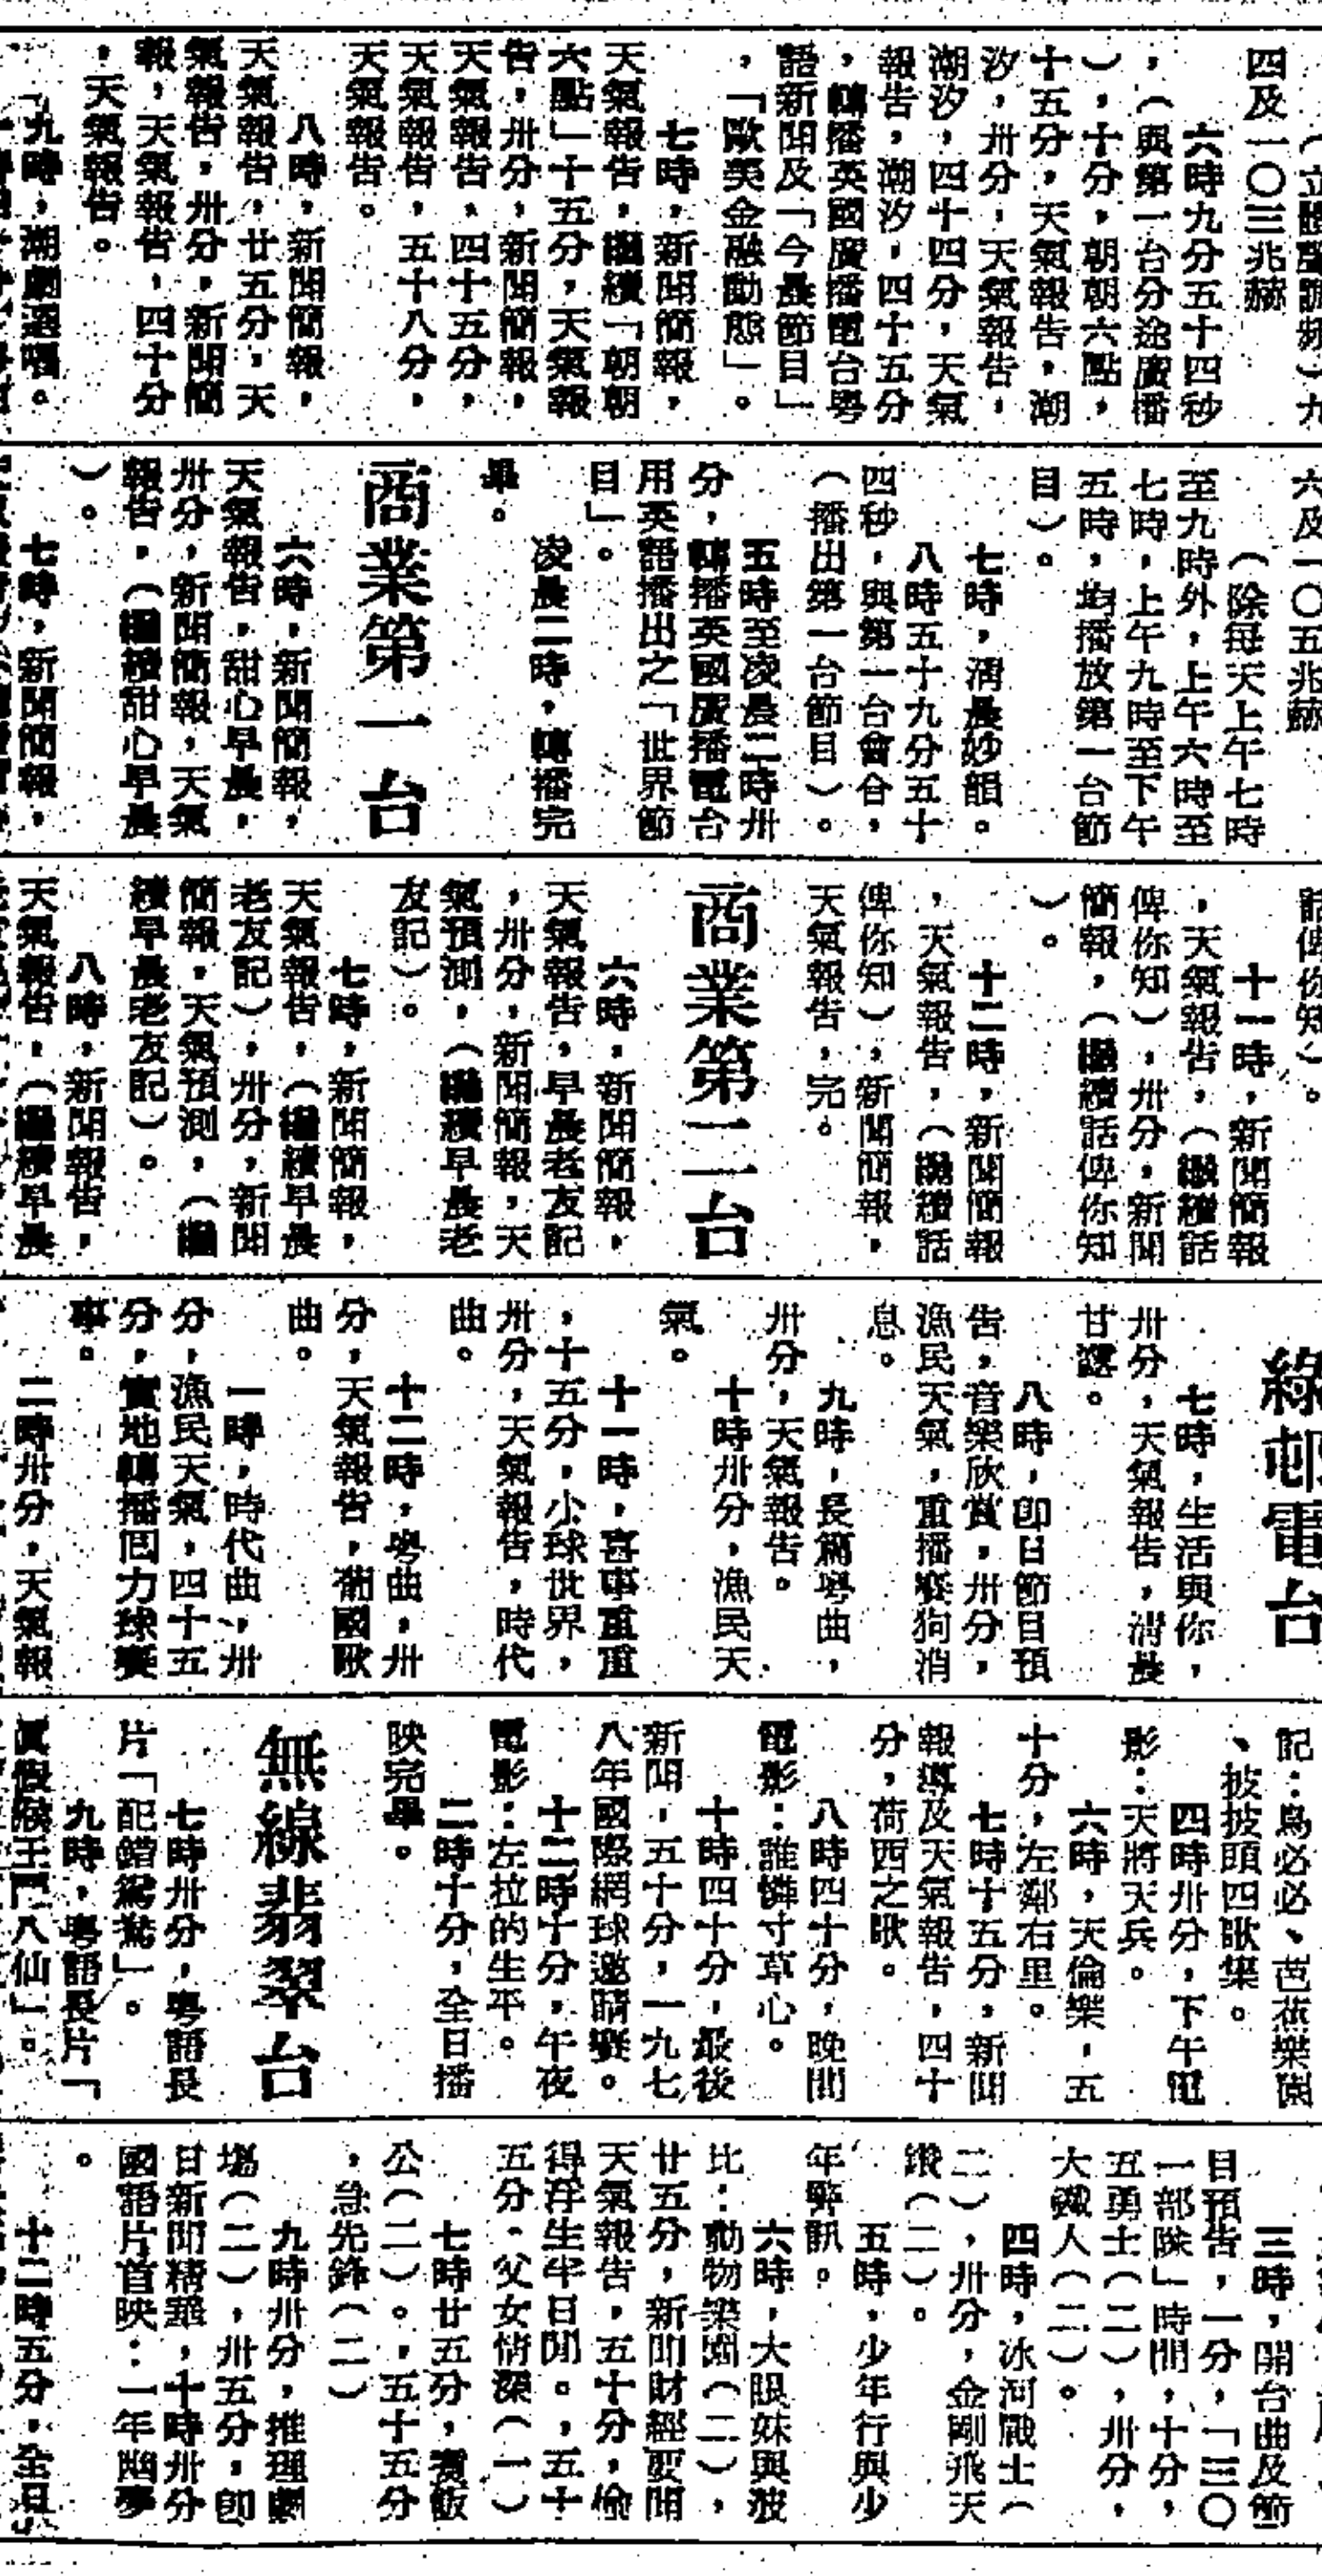 （立體聲調頻）九
四及一〇三兆赫
六時九分五十四秒
，（與第一台分途廣播
），十分，朝朝六點，
十五分，天氣報告，潮
汐，卅分，天氣報告，
潮汐，四十四分，天氣
報告，潮汐，四十五分
，轉播英國廣播電台粵
語新聞及「今晨節目」
，「歐美金融動態」。
七時，新聞簡報，
天氣報告，繼續「朝朝
六點」十五分，天氣報
告，卅分，新聞簡報，
天氣報告，四十五分，
天氣報告，五十八分，
天氣報告。
八時，新聞簡報，
天氣報告，廿五分，天
氣報告，卅分，新聞簡
報，天氣報告，四十分
，天氣報告。
九時，潮劇選唱。
六及一〇五兆赫
（除每天上午七時
至九時外，上午六時至
七時，上午九時至下午
五時，均播放第一台節
目）。
七時，清晨妙韻。
八時五十九分五十
四秒，與第一台會合，
（播出第一台節目）。
五時至凌晨二時卅
分，轉播英國廣播電台
用英語播出之「世界節
目」。
凌晨二時，轉播完
畢。
商業第一台
六時，新聞簡報，
天氣報告，甜心早晨，
卅分，新聞簡報，天氣
報告，（繼續甜心早晨
）。
七時，新聞簡報，
話俾你知）。
十一時，新聞簡報
，天氣報告，（繼續話
俾你知），卅分，新聞
簡報，（繼續話俾你知
）。
十二時，新聞簡報
，天氣報告，（繼續話
俾你知），新聞簡報，
天氣報告，完。
商業第二台
六時，新聞簡報，
天氣報告，早晨老友記
，卅分，新聞簡報，天
氣預測，（繼續早晨老
友記）。
七時，新聞簡報，
天氣報告，（繼續早晨
老友記），卅分，新聞
簡報，天氣預測，（繼
續早晨老友記）。
八時，新聞報告，
天氣報告，（繼續早晨
綠邨電台
七時，生活與你，
卅分，天氣報告，清晨
甘選。
八時，即日節目預
告，音樂欣賞，卅分，
漁民天氣，重播賽狗消
息。
九時，長篇粵曲，
卅分，天氣報告。
十時卅分，漁民天
氣。
十一時，喜事重重
，十五分，小球世界，
卅分，天氣報告，時代
曲。
十二時，粵曲，卅
分，天氣報告，葡國歌
曲。
一時，時代曲，卅
分，漁民天氣，四十五
分，實地轉播回力球賽
事。
二時卅分，天氣報
記：鳥必必、芭蕉樂園
、披披頭四歌集。
四時卅分，下午電
影：天將天兵。
六時，天倫樂，五
十分，左鄰右里。
七時十五分，新聞
報導及天氣報告，四十
分，荷西之歌。
八時四十分，晚間
電影：誰憐寸草心。
十時四十分，最後
新聞，五十分，一九七
八年國際網球邀請賽。
十二時十分，午夜
電影：左拉的生平。
二時十分，全日播
映完畢。
無線翡翠台
七時卅分，粵語長
片「配錯鴛鴦」。
九時，粵語長片「
真假猴王鬥八仙」。
三時，開台曲及節
目預告，一分，「三〇
一部隊」時間，十分，
五勇士（二），卅分，
大鐵人（二）。
四時，冰河戰士（
二），卅分，金剛飛天
鑽（二）。
五時，少年行與少
年警訊。
六時，大眼妹與波
比：動物樂園（二），
廿五分，新聞財經要聞
天氣報告，五十分，偷
得浮生半日閒。，五十
五分，父女情深（一）
七時廿五分，賣飯
公（二）。，五十五分
，急先鋒（二）
九時卅分，推理劇
場（二），卅五分，即
日新聞精華，十時卅分
國語片首映：一年幽夢
。
十二時五分，全日